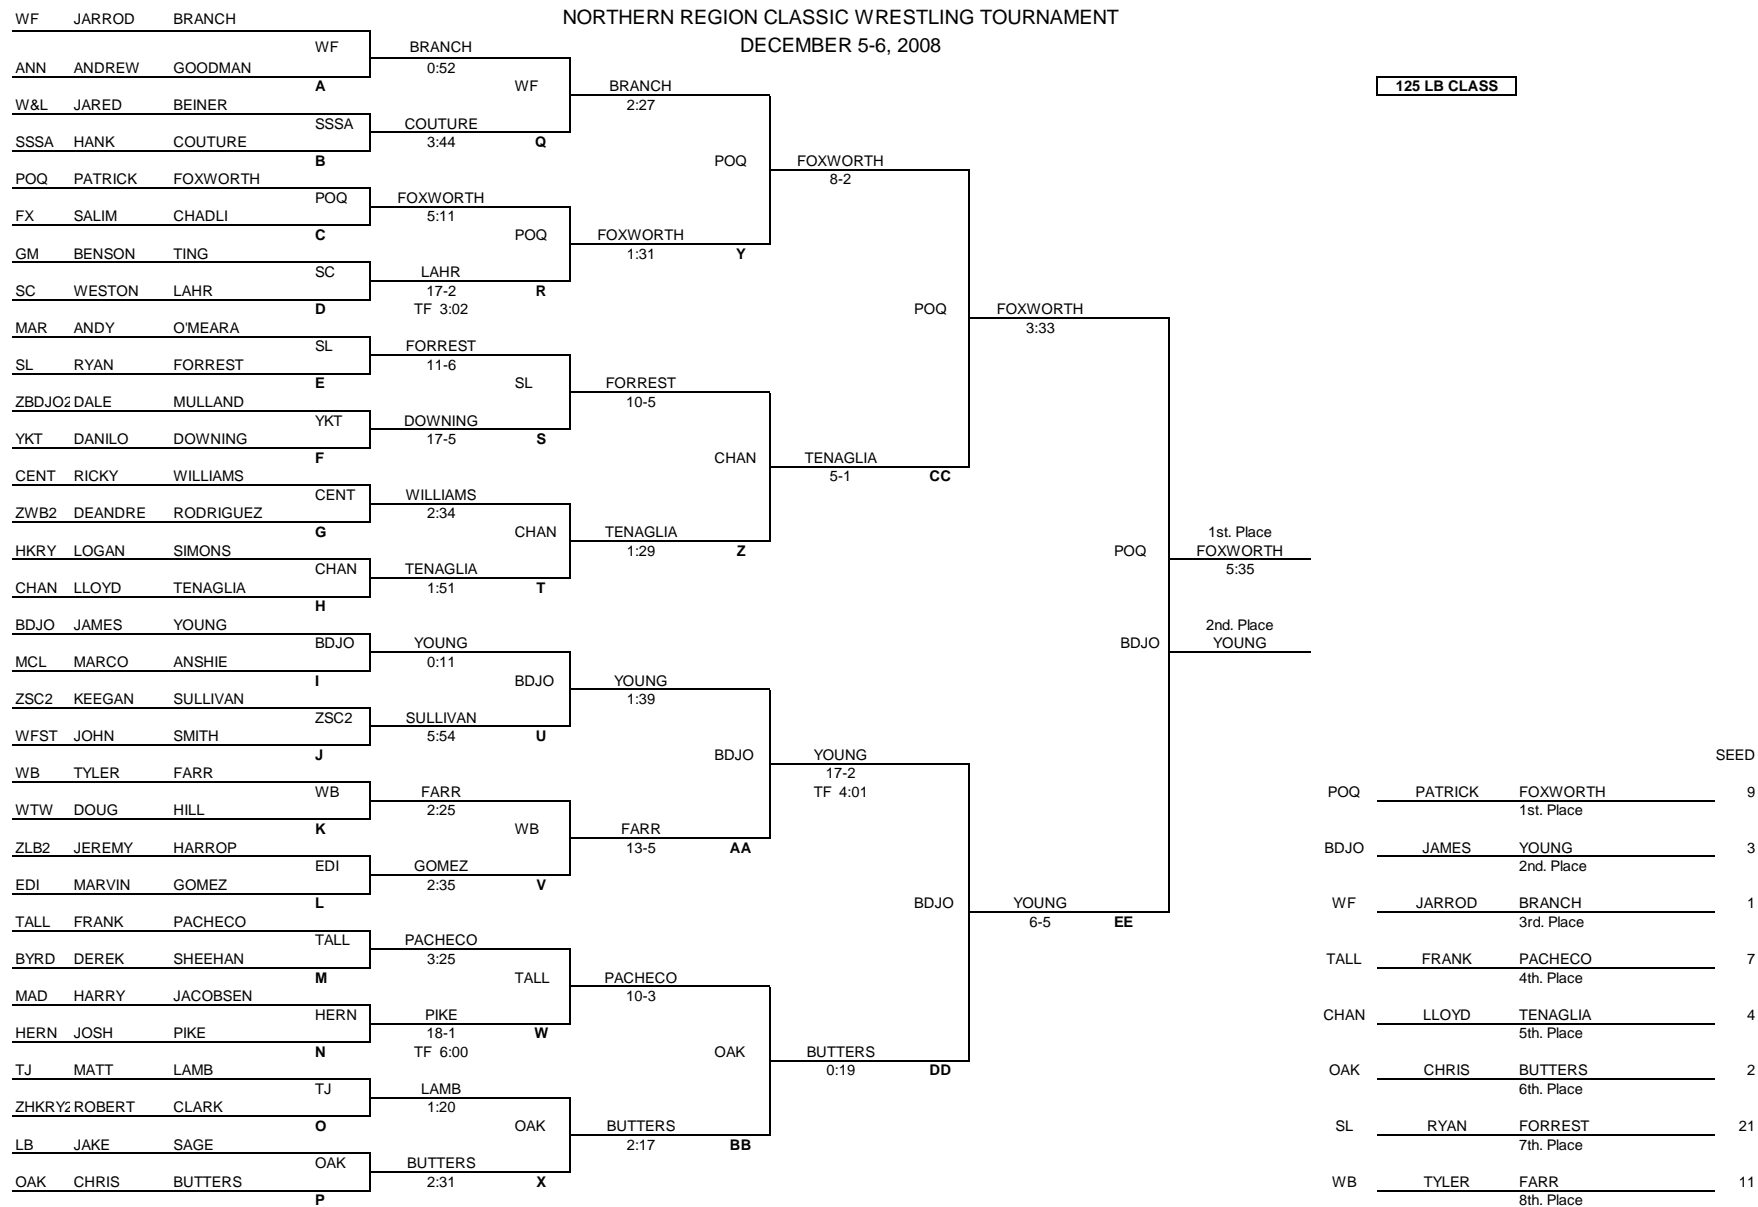 WF JARROD BRANCH NORTHERN REGION CLASSIC WRESTLING TOURNAMENT
WF BRANCH DECEMBER 5-6, 2008
ANN ANDREW GOODMAN 0:52
A WF BRANCH 125 LB CLASS
W&L JARED BEINER 2:27
SSSA COUTURE
SSSA HANK COUTURE 3:44 Q
B POQ FOXWORTH
POQ PATRICK FOXWORTH 8-2
POQ FOXWORTH
FX SALIM CHADLI 5:11
C POQ FOXWORTH
GM BENSON TING 1:31 Y
SC LAHR
SC WESTON LAHR 17-2 R
D TF 3:02 POQ FOXWORTH
MAR ANDY O'MEARA 3:33
SL FORREST
SL RYAN FORREST 11-6
E SL FORREST
ZBDJO2 DALE MULLAND 10-5
YKT DOWNING
YKT DANILO DOWNING 17-5 S
F CHAN TENAGLIA
CENT RICKY WILLIAMS 5-1 CC
CENT WILLIAMS
ZWB2 DEANDRE RODRIGUEZ 2:34
G CHAN TENAGLIA 1st. Place
HKRY LOGAN SIMONS 1:29 Z POQ FOXWORTH
CHAN TENAGLIA 5:35
CHAN LLOYD TENAGLIA 1:51 T
H
BDJO JAMES YOUNG 2nd. Place
BDJO YOUNG BDJO YOUNG
MCL MARCO ANSHIE 0:11
I BDJO YOUNG
ZSC2 KEEGAN SULLIVAN 1:39
ZSC2 SULLIVAN
WFST JOHN SMITH 5:54 U
J BDJO YOUNG SEED
WB TYLER FARR 17-2
WB FARR TF 4:01 POQ PATRICK FOXWORTH 9
WTW DOUG HILL 2:25 1st. Place
K WB FARR
ZLB2 JEREMY HARROP 13-5 AA BDJO JAMES YOUNG 3
EDI GOMEZ 2nd. Place
EDI MARVIN GOMEZ 2:35 V
L BDJO YOUNG WF JARROD BRANCH 1
TALL FRANK PACHECO 6-5 EE 3rd. Place
TALL PACHECO
BYRD DEREK SHEEHAN 3:25 TALL FRANK PACHECO 7
M TALL PACHECO 4th. Place
MAD HARRY JACOBSEN 10-3
HERN PIKE CHAN LLOYD TENAGLIA 4
HERN JOSH PIKE 18-1 W 5th. Place
N TF 6:00 OAK BUTTERS
TJ MATT LAMB 0:19 DD OAK CHRIS BUTTERS 2
TJ LAMB 6th. Place
ZHKRY2 ROBERT CLARK 1:20
O OAK BUTTERS SL RYAN FORREST 21
LB JAKE SAGE 2:17 BB 7th. Place
OAK BUTTERS
OAK CHRIS BUTTERS 2:31 X WB TYLER FARR 11
P 8th. Place